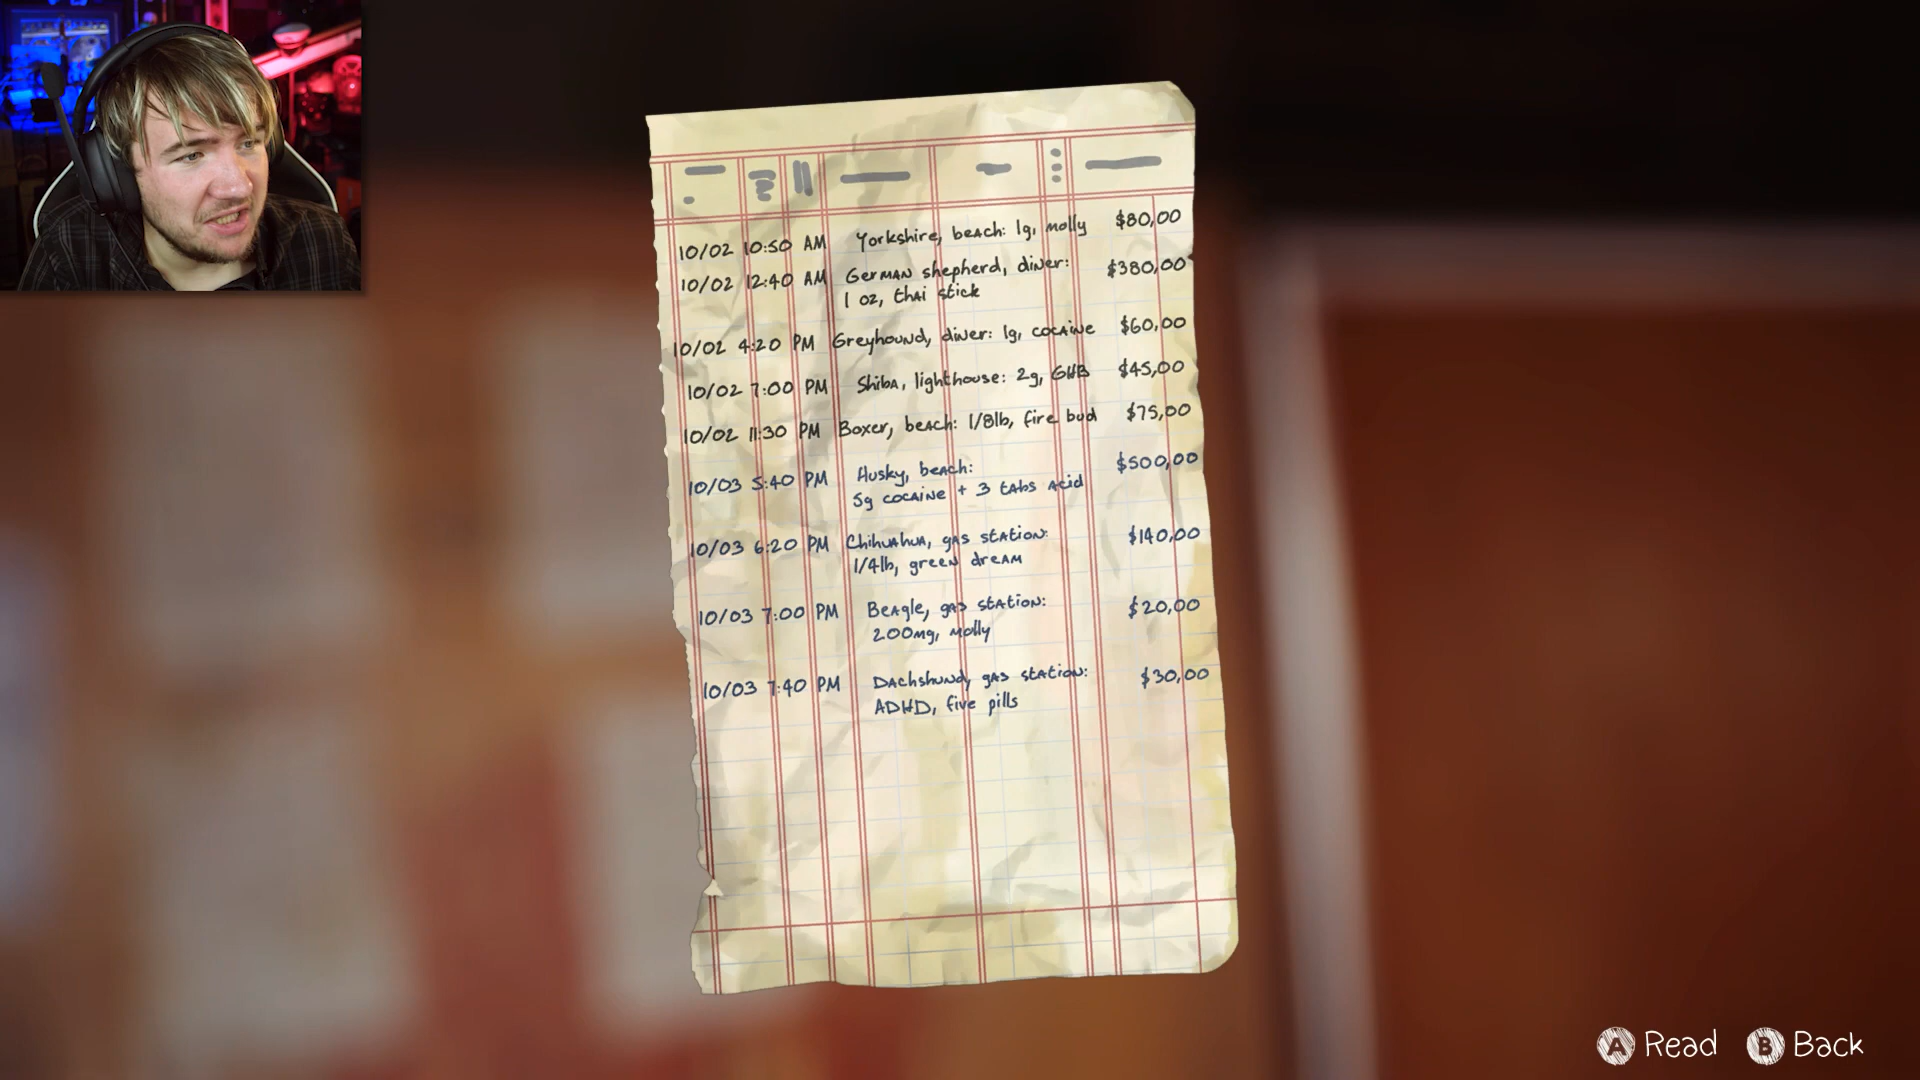 10/02 10:50 AM Yorkshire, beach: 1g, molly $80,00
10/02 12:40 AM German shepherd, diner: $380,00
1 oz, thai stick
10/02 4:20 PM Greyhound, diner: 1g, cocaine $60,00
10/02 7:00 PM Shiba, lighthouse: 2g, GHB $45,00
10/02 11:30 PM Boxer, beach: 1/8lb, fire bud $75,00
10/03 5:40 PM Husky, beach: $500,00
5g cocaine + 3 tabs acid
10/03 6:20 PM Chihuahua, gas station: $140,00
1/4lb, green dream
10/03 7:00 PM Beagle, gas station: $20,00
200mg, molly
10/03 7:40 PM Dachshund, gas station: $30,00
ADHD, five pills
A Read B Back